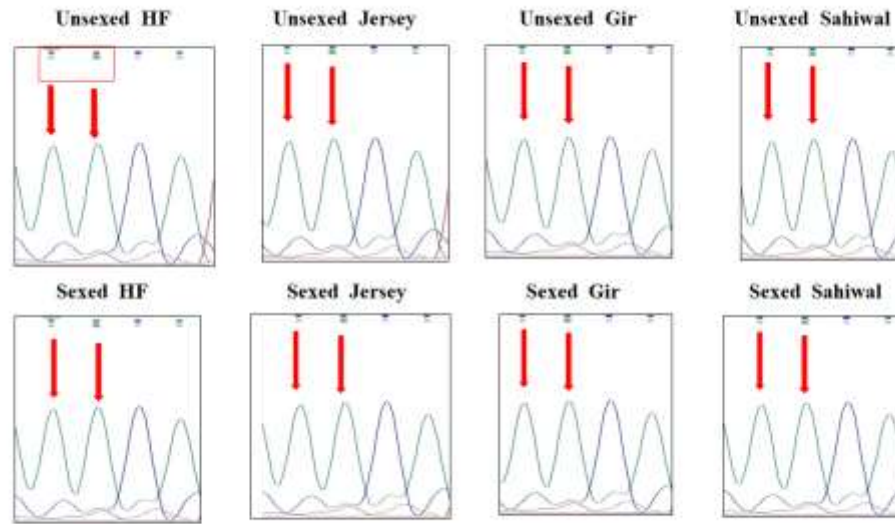 Unsexed HF
Unsexed Jersey
Unsexed Gir
Unsexed Sahiwal
Sexed HF
Sexed Jersey
Sexed Gir
Sexed Sahiwal